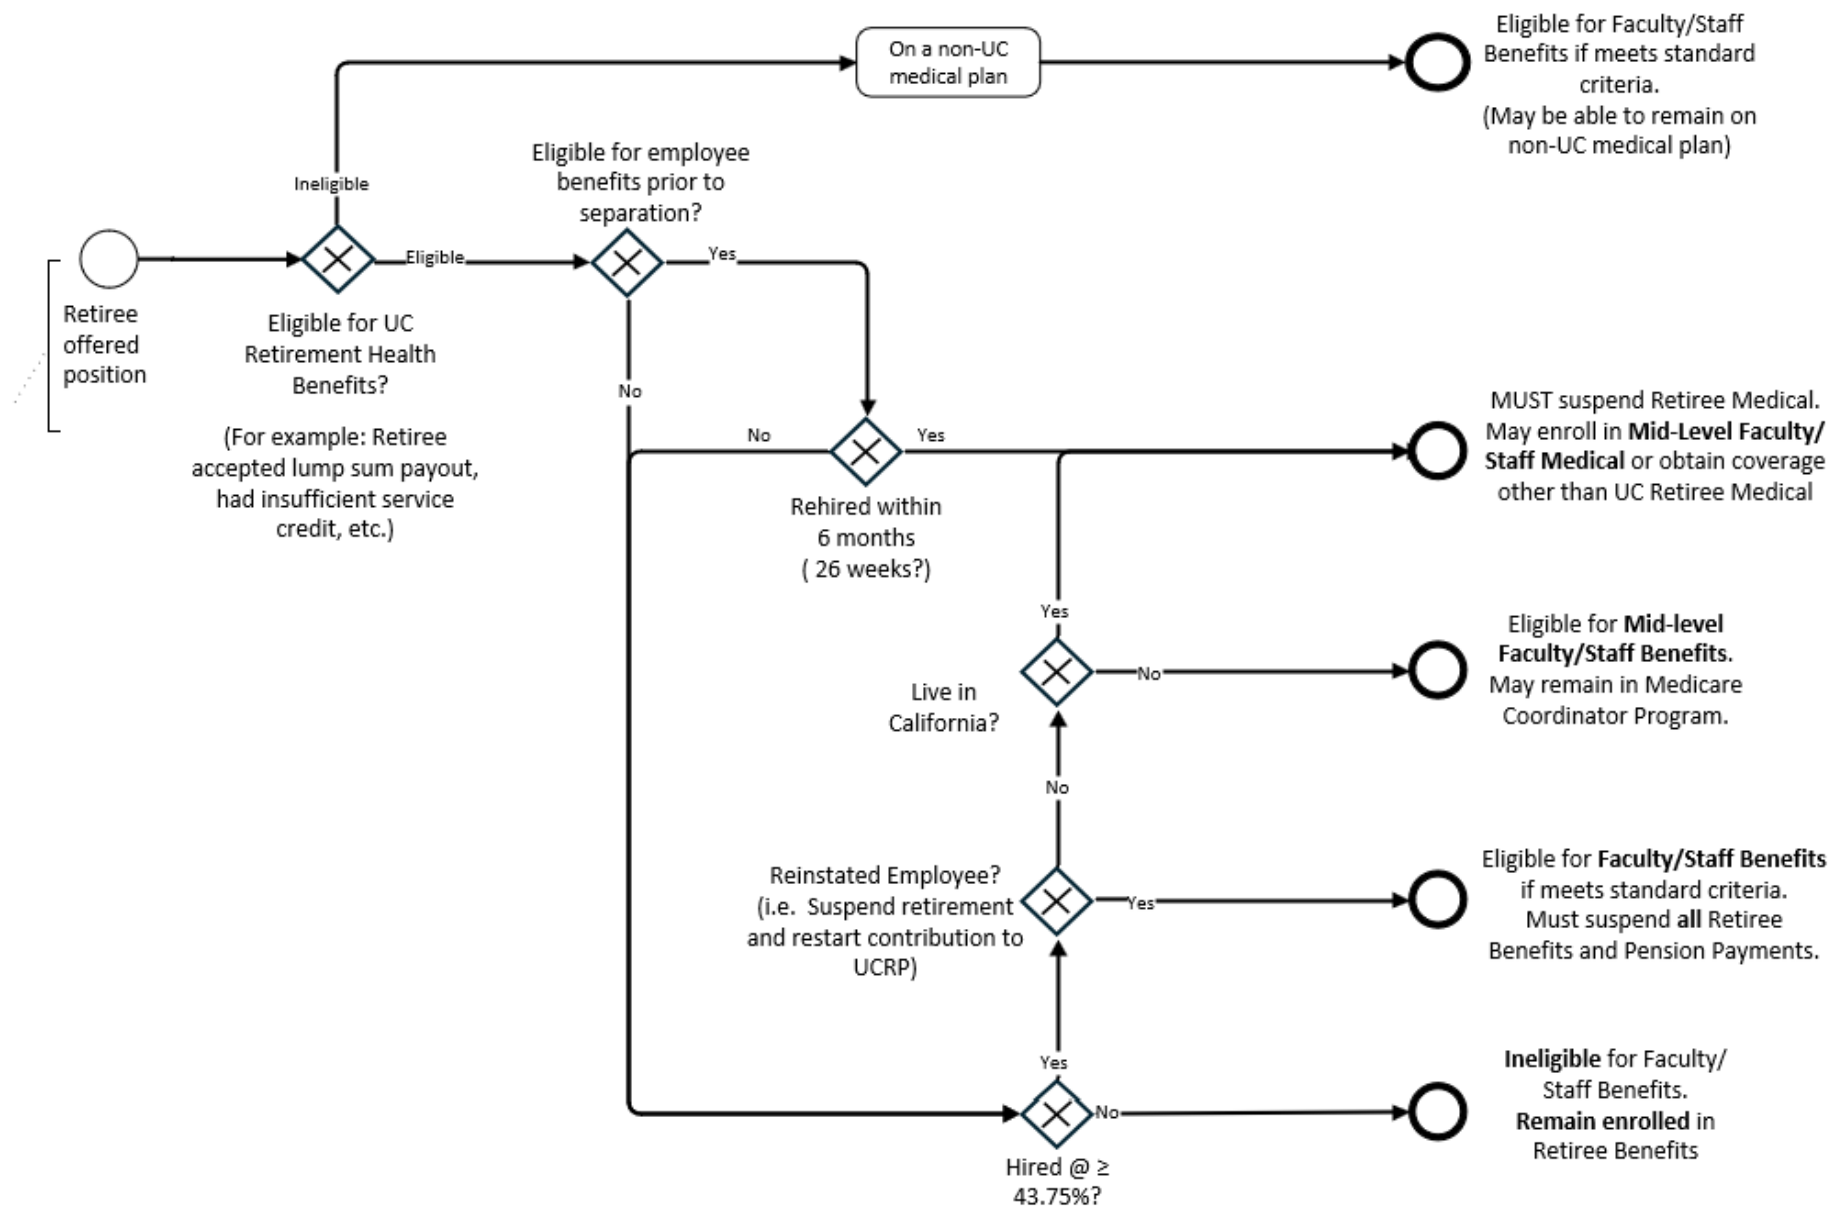 On a non-UC
medical plan
Eligible for Faculty/Staff
Benefits if meets standard
criteria.
(May be able to remain on
non-UC medical plan)
Eligible for employee
benefits prior to
separation?
Ineligible
Eligible
Yes
Retiree
offered
position
Eligible for UC
Retirement Health
Benefits?
(For example: Retiree
accepted lump sum payout,
had insufficient service
credit, etc.)
No
No
Yes
Rehired within
6 months
( 26 weeks?)
MUST suspend Retiree Medical.
May enroll in Mid-Level Faculty/
Staff Medical or obtain coverage
other than UC Retiree Medical
Yes
Live in
California?
No
Eligible for Mid-level
Faculty/Staff Benefits.
May remain in Medicare
Coordinator Program.
No
Reinstated Employee?
(i.e. Suspend retirement
and restart contribution to
UCRP)
Yes
Eligible for Faculty/Staff Benefits
if meets standard criteria.
Must suspend all Retiree
Benefits and Pension Payments.
Yes
No
Hired @ ≥
43.75%?
Ineligible for Faculty/
Staff Benefits.
Remain enrolled in
Retiree Benefits